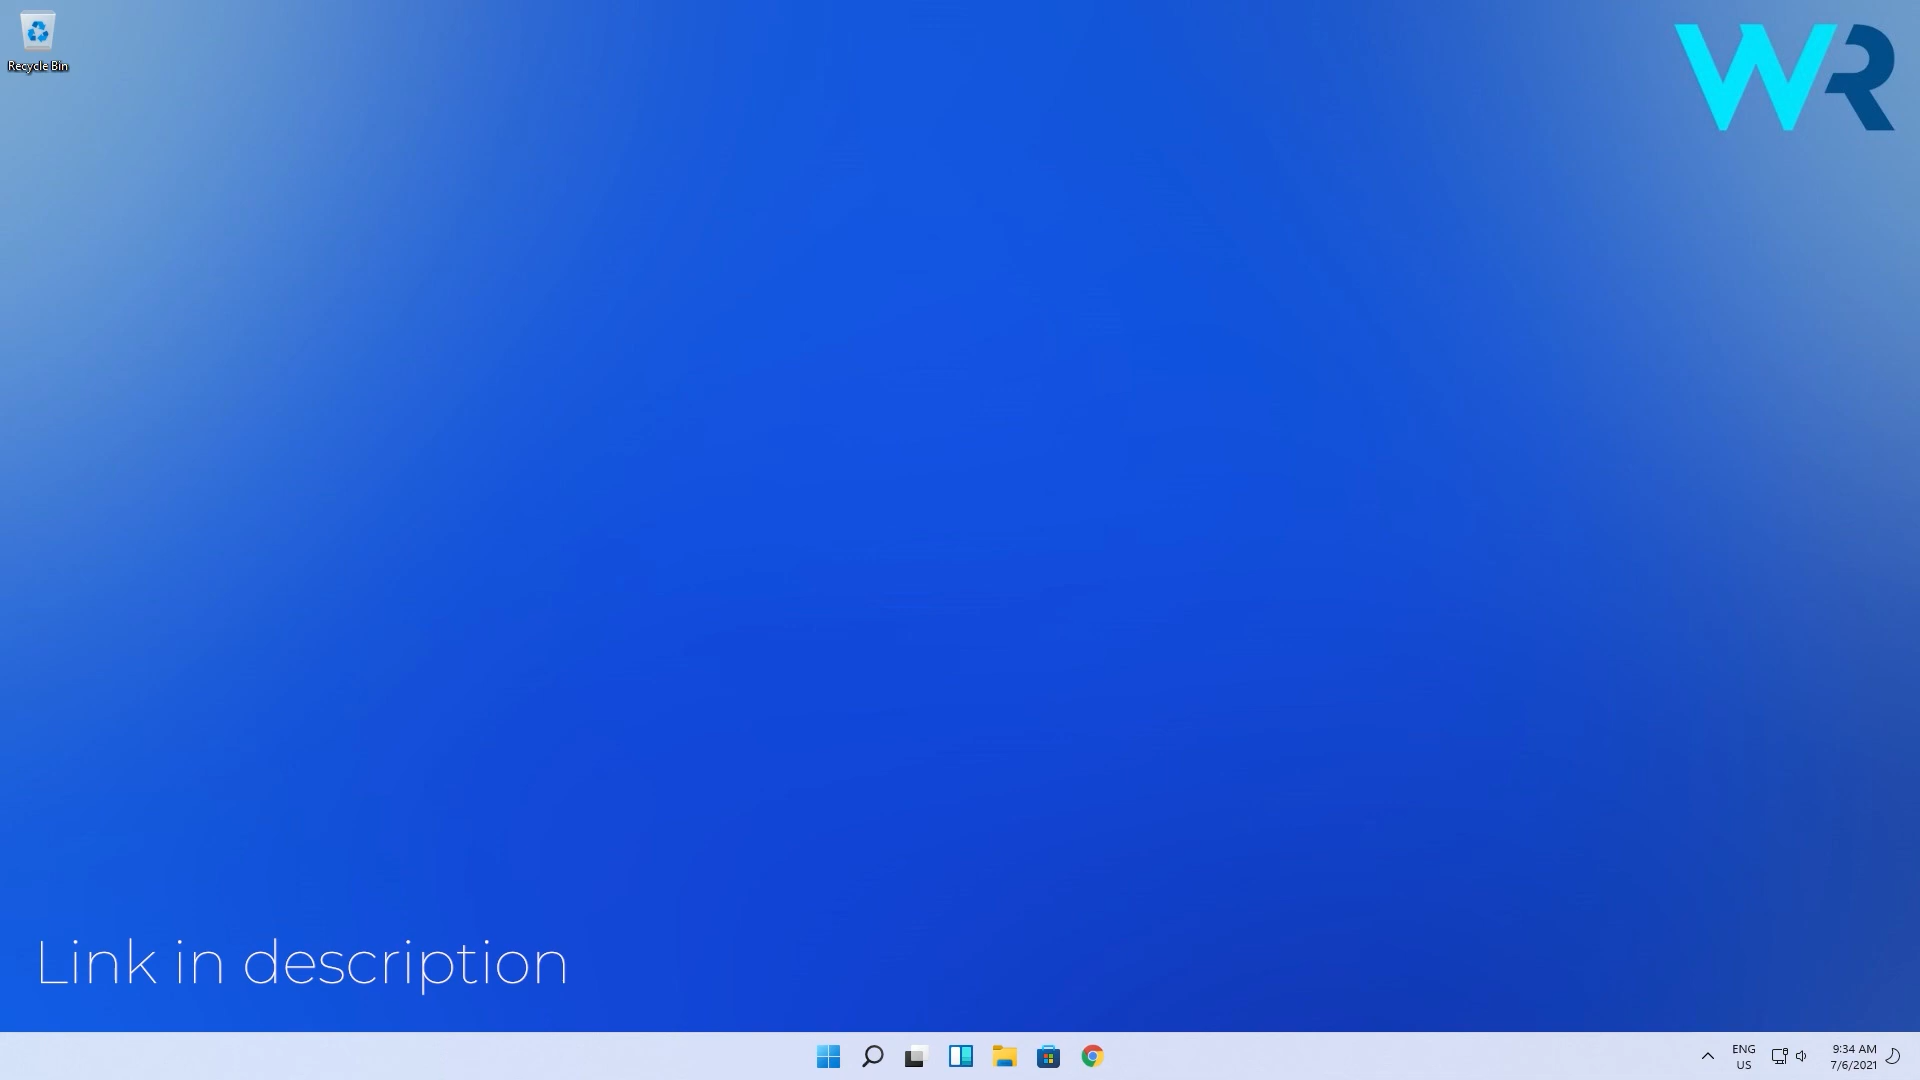 Recycle Bin
WR
Link in description
ENG
US
9:34 AM
7/6/2021